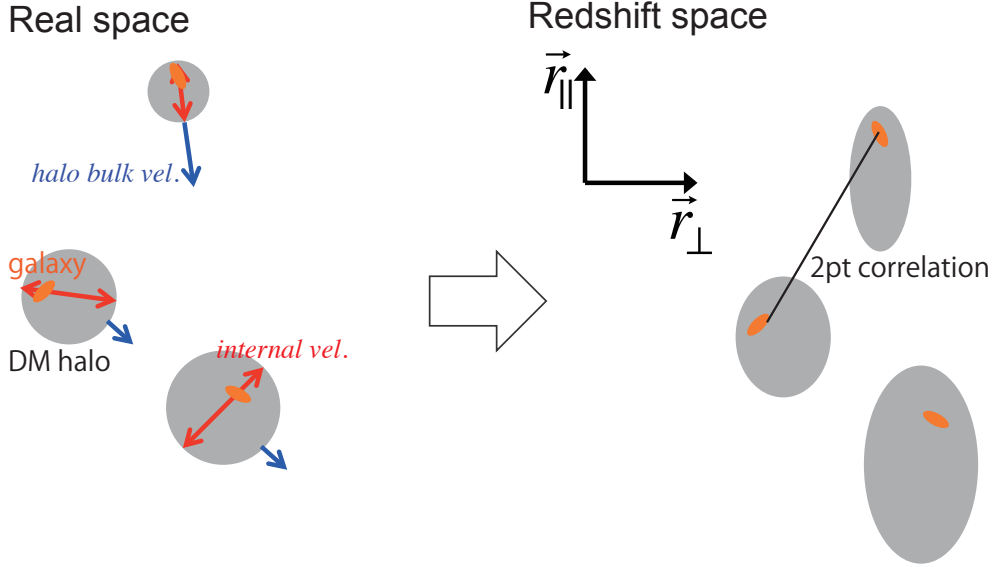 Real space
halo bulk vel.
galaxy
DM halo
internal vel.
Redshift space
r||
r⊥
2pt correlation